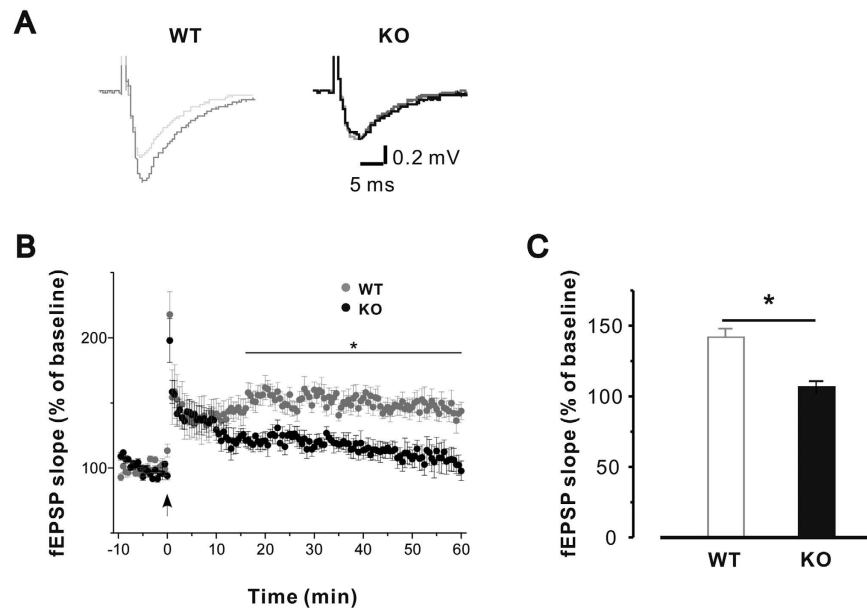 A
WT
KO
0.2 mV
5 ms
B
fEPSP slope (% of baseline)
WT
KO
*
200
100
-10 0 10 20 30 40 50 60
Time (min)
C
fEPSP slope (% of baseline)
*
150
100
50
0
WT KO